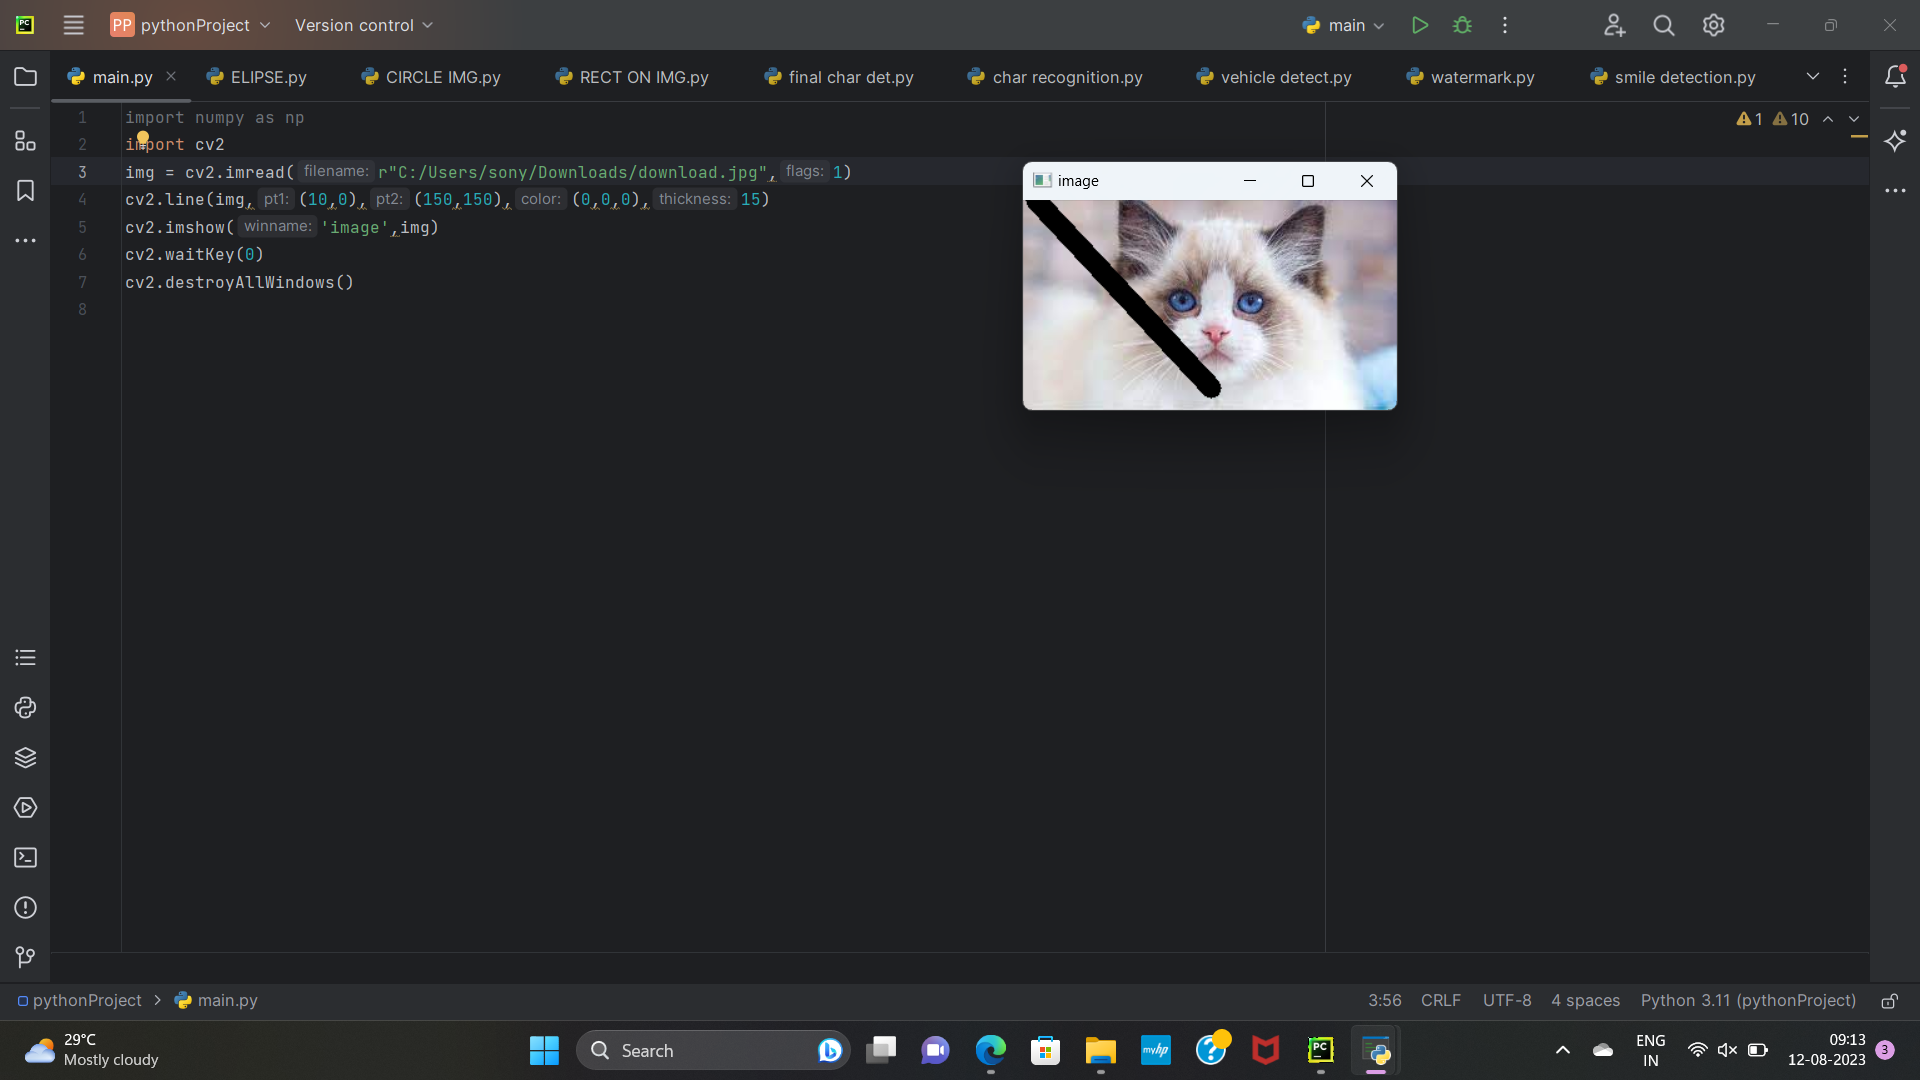 PC
PP pythonProject Version control main
main.py ELIPSE.py CIRCLE IMG.py RECT ON IMG.py final char det.py char recognition.py vehicle detect.py watermark.py smile detection.py
1 import numpy as np
2 import cv2
3 img = cv2.imread( filename: r"C:/Users/sony/Downloads/download.jpg", flags: 1)
4 cv2.line(img, pt1: (10,0), pt2: (150,150), color: (0,0,0), thickness: 15)
5 cv2.imshow( winname: 'image',img)
6 cv2.waitKey(0)
7 cv2.destroyAllWindows()
8
1 10
image
pythonProject > main.py 3:56 CRLF UTF-8 4 spaces Python 3.11 (pythonProject)
29°C
Mostly cloudy
Search
myhp
?
PC
ENG
IN
09:13
12-08-2023
3